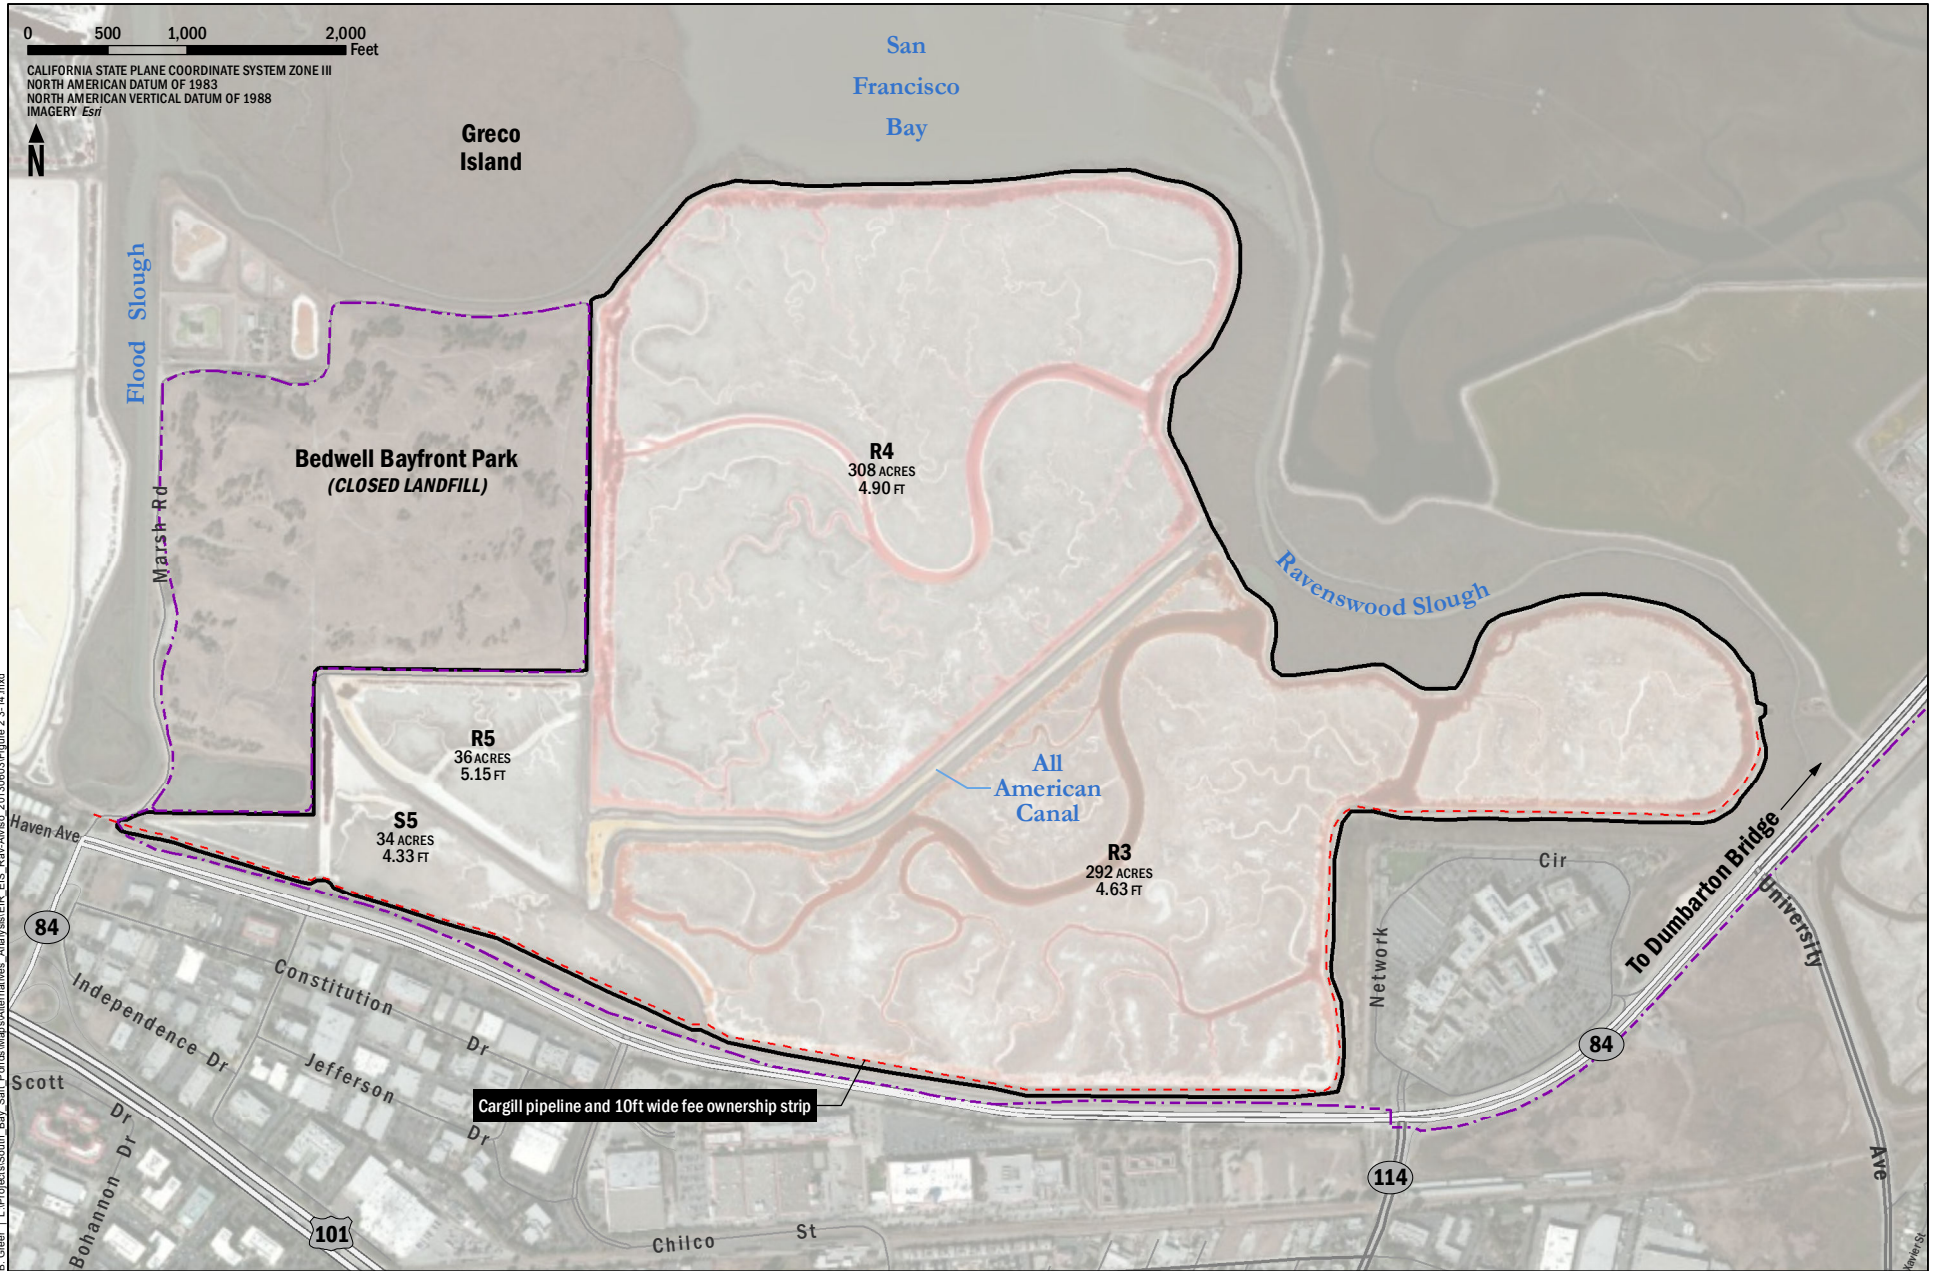 0 500 1,000 2,000
Feet
CALIFORNIA STATE PLANE COORDINATE SYSTEM ZONE III
NORTH AMERICAN DATUM OF 1983
NORTH AMERICAN VERTICAL DATUM OF 1988
IMAGERY Esri
N
San
Francisco
Bay
Greco
Island
Flood Slough
Marsh Rd
Bedwell Bayfront Park
(CLOSED LANDFILL)
R4
308 ACRES
4.90 FT
Ravenswood Slough
R5
36 ACRES
5.15 FT
S5
34 ACRES
4.33 FT
All
American
Canal
R3
292 ACRES
4.63 FT
Haven Ave
84
Constitution Dr
Independence Dr
Jefferson Dr
Scott Dr
Bohannon Dr
101
Chilco St
Cargill pipeline and 10ft wide fee ownership strip
Network Cir
To Dumbarton Bridge
University Ave
84
114
Xavier St